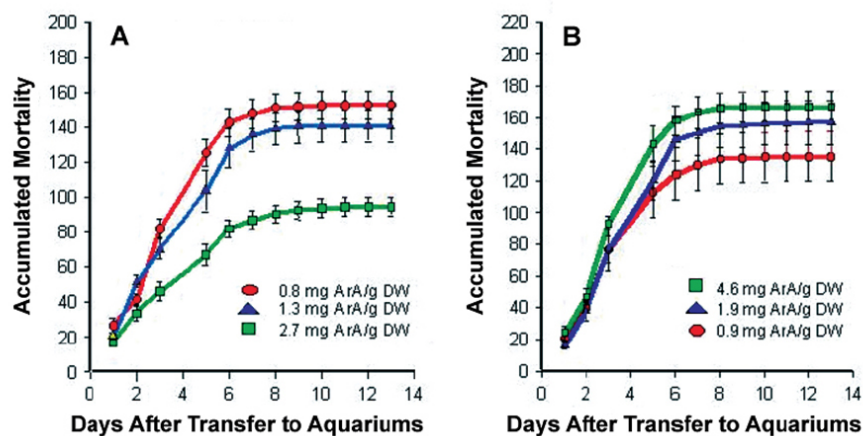 A
Accumulated Mortality
200
180
160
140
120
100
80
60
40
20
0
0 2 4 6 8 10 12 14
Days After Transfer to Aquariums
0.8 mg ArA/g DW
1.3 mg ArA/g DW
2.7 mg ArA/g DW
B
Accumulated Mortality
220
200
180
160
140
120
100
80
60
40
20
0
0 2 4 6 8 10 12 14
Days After Transfer to Aquariums
4.6 mg ArA/g DW
1.9 mg ArA/g DW
0.9 mg ArA/g DW